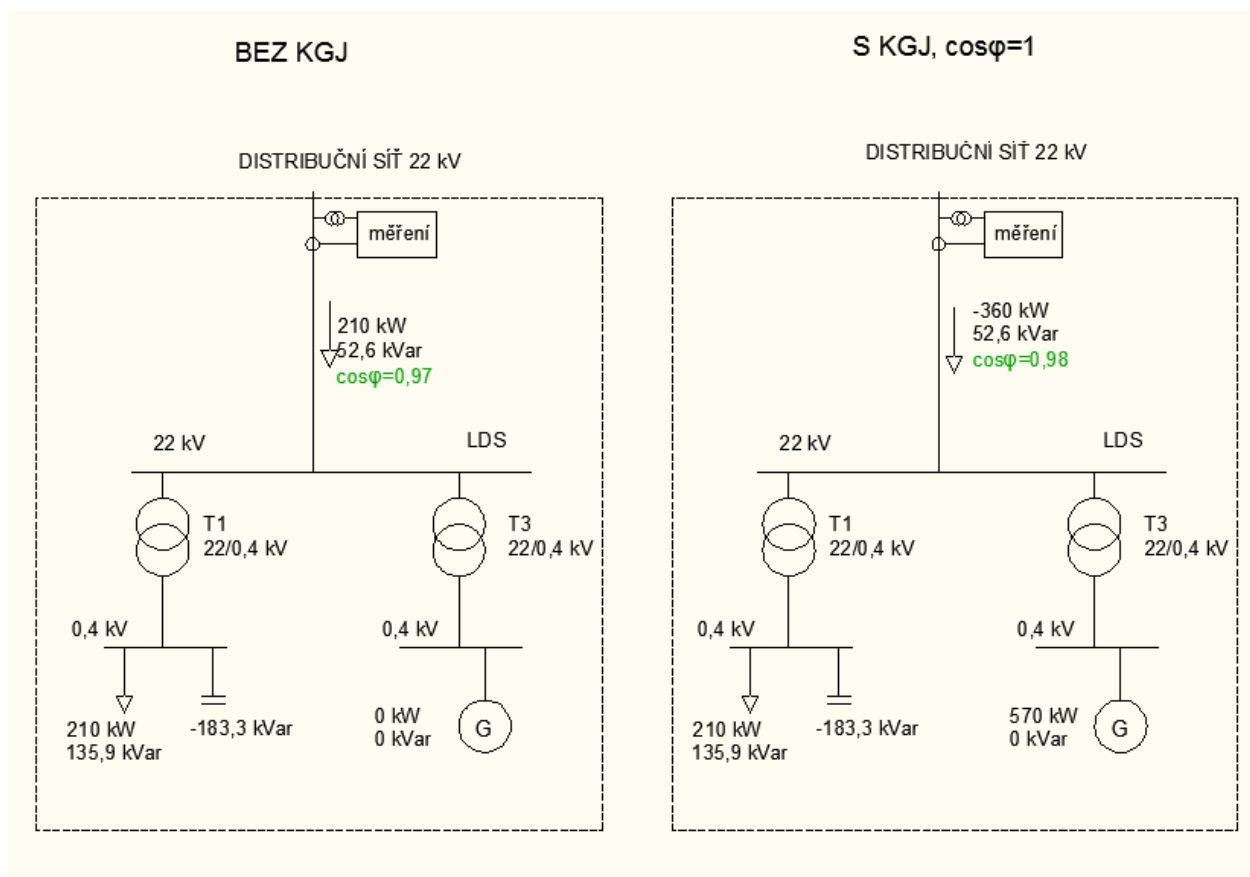 BEZ KGJ
DISTRIBUČNÍ SÍŤ 22 kV
měření
210 kW
52,6 kVar
cosφ=0,97
22 kV
LDS
T1
22/0,4 kV
T3
22/0,4 kV
0,4 kV
0,4 kV
210 kW
135,9 kVar
-183,3 kVar
0 kW
0 kVar
G
S KGJ, cosφ=1
DISTRIBUČNÍ SÍŤ 22 kV
měření
-360 kW
52,6 kVar
cosφ=0,98
22 kV
LDS
T1
22/0,4 kV
T3
22/0,4 kV
0,4 kV
0,4 kV
210 kW
135,9 kVar
-183,3 kVar
570 kW
0 kVar
G